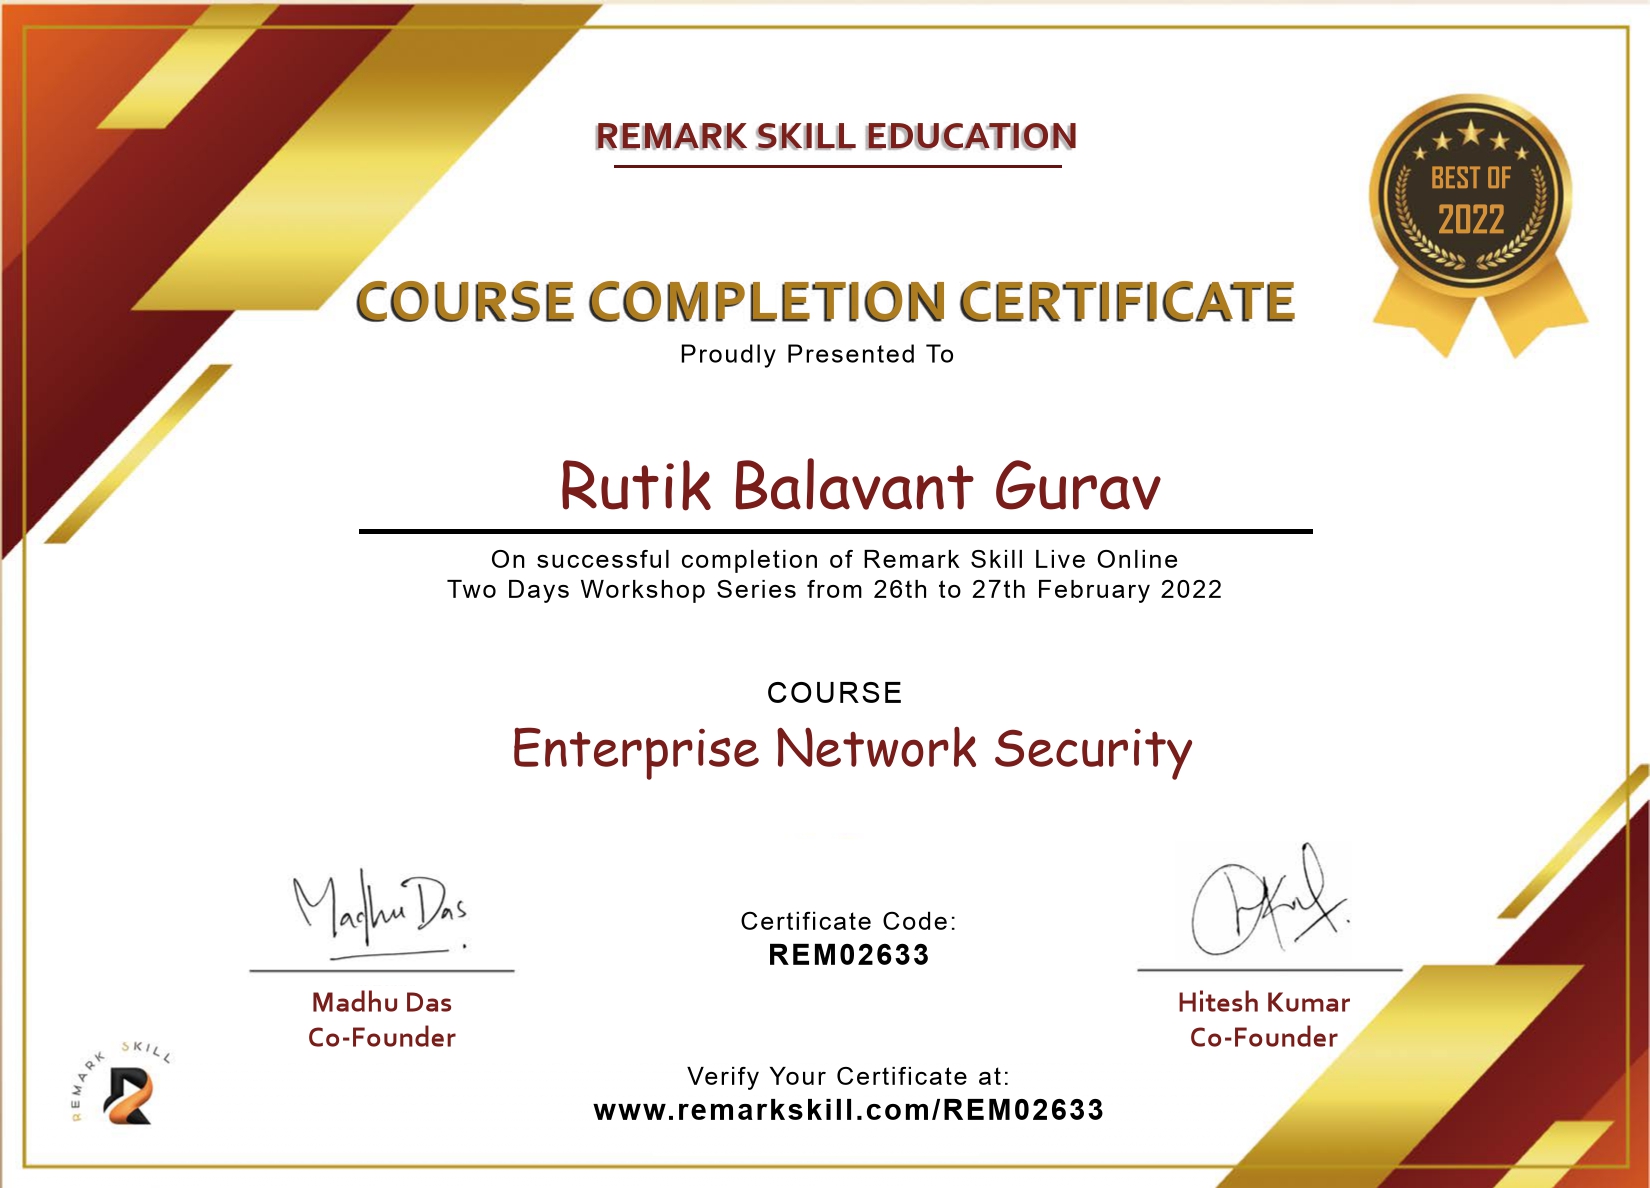 REMARK SKILL EDUCATION
BEST OF
2022
COURSE COMPLETION CERTIFICATE
Proudly Presented To
Rutik Balavant Gurav
On successful completion of Remark Skill Live Online
Two Days Workshop Series from 26th to 27th February 2022
COURSE
Enterprise Network Security
Madhu Das
Madhu Das
Co-Founder
Certificate Code:
REM02633
Hitesh Kumar
Co-Founder
REMARK SKILL
Verify Your Certificate at:
www.remarkskill.com/REM02633